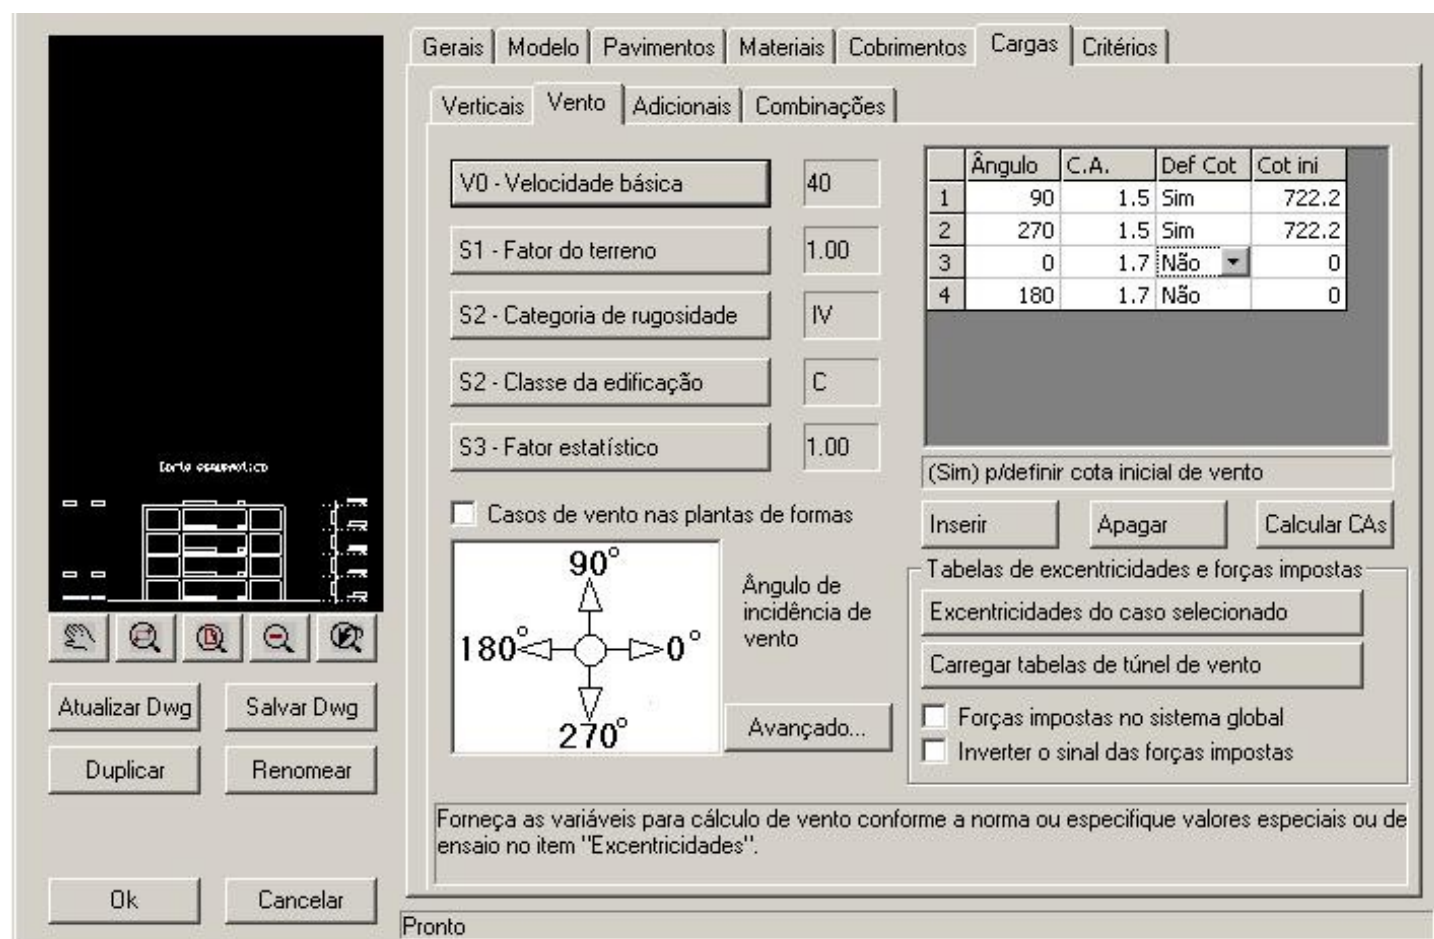 Gerais Modelo Pavimentos Materiais Cobrimentos Cargas Critérios
Verticais Vento Adicionais Combinações
V0 - Velocidade básica 40
S1 - Fator do terreno 1.00
S2 - Categoria de rugosidade IV
S2 - Classe da edificação C
S3 - Fator estatístico 1.00
Ângulo C.A. Def Cot Cot ini
1 90 1.5 Sim 722.2
2 270 1.5 Sim 722.2
3 0 1.7 Não 0
4 180 1.7 Não 0
(Sim) p/definir cota inicial de vento
Inserir Apagar Calcular CAs
Casos de vento nas plantas de formas
90°
180° 0°
270°
Ângulo de
incidência de
vento
Avançado...
Tabelas de excentricidades e forças impostas
Excentricidades do caso selecionado
Carregar tabelas de túnel de vento
Forças impostas no sistema global
Inverter o sinal das forças impostas
Forneça as variáveis para cálculo de vento conforme a norma ou especifique valores especiais ou de
ensaio no item "Excentricidades".
Corte esquematico
Atualizar Dwg Salvar Dwg
Duplicar Renomear
Ok Cancelar
Pronto